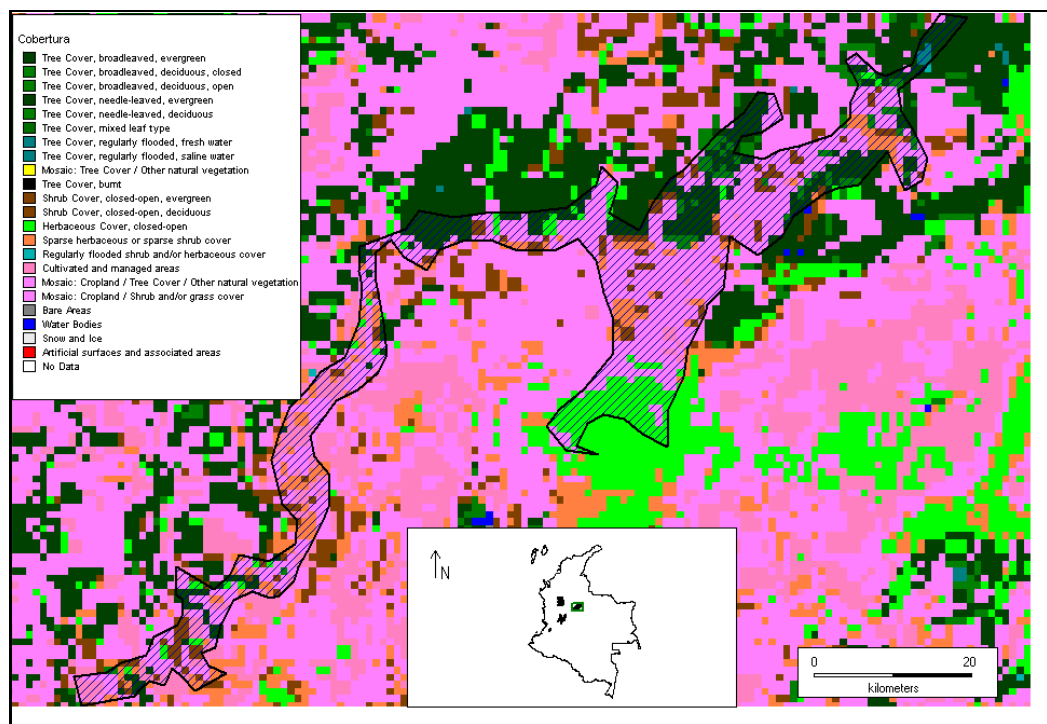 Cobertura
Tree Cover, broadleaved, evergreen
Tree Cover, broadleaved, deciduous, closed
Tree Cover, broadleaved, deciduous, open
Tree Cover, needle-leaved, evergreen
Tree Cover, needle-leaved, deciduous
Tree Cover, mixed leaf type
Tree Cover, regularly flooded, fresh water
Tree Cover, regularly flooded, saline water
Mosaic: Tree Cover / Other natural vegetation
Tree Cover, burnt
Shrub Cover, closed-open, evergreen
Shrub Cover, closed-open, deciduous
Herbaceous Cover, closed-open
Sparse herbaceous or sparse shrub cover
Regularly flooded shrub and/or herbaceous cover
Cultivated and managed areas
Mosaic: Cropland / Tree Cover / Other natural vegetation
Mosaic: Cropland / Shrub and/or grass cover
Bare Areas
Water Bodies
Snow and Ice
Artificial surfaces and associated areas
No Data
N
0 20
kilometers